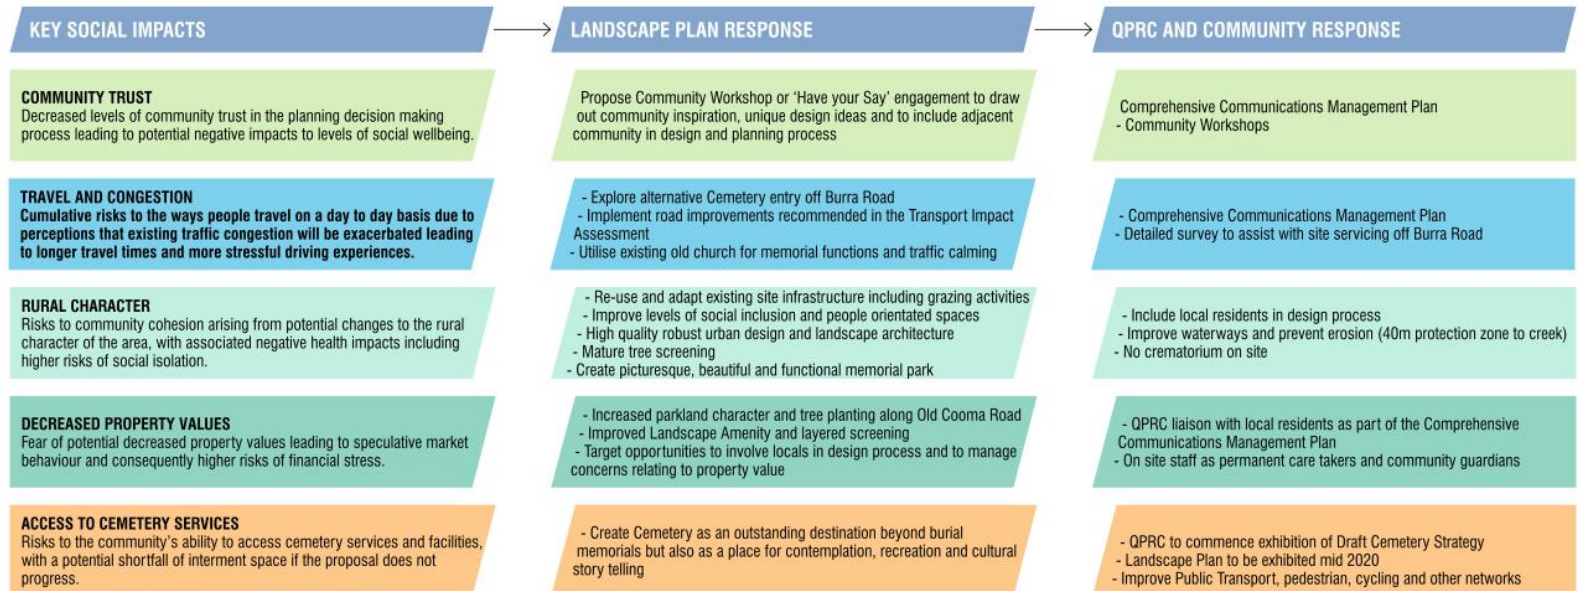 KEY SOCIAL IMPACTS
LANDSCAPE PLAN RESPONSE
QPRC AND COMMUNITY RESPONSE
COMMUNITY TRUST
Decreased levels of community trust in the planning decision making
process leading to potential negative impacts to levels of social wellbeing.
Propose Community Workshop or ‘Have your Say’ engagement to draw
out community inspiration, unique design ideas and to include adjacent
community in design and planning process
Comprehensive Communications Management Plan
- Community Workshops
TRAVEL AND CONGESTION
Cumulative risks to the ways people travel on a day to day basis due to
perceptions that existing traffic congestion will be exacerbated leading
to longer travel times and more stressful driving experiences.
- Explore alternative Cemetery entry off Burra Road
- Implement road improvements recommended in the Transport Impact
Assessment
- Utilise existing old church for memorial functions and traffic calming
- Comprehensive Communications Management Plan
- Detailed survey to assist with site servicing off Burra Road
RURAL CHARACTER
Risks to community cohesion arising from potential changes to the rural
character of the area, with associated negative health impacts including
higher risks of social isolation.
- Re-use and adapt existing site infrastructure including grazing activities
- Improve levels of social inclusion and people orientated spaces
- High quality robust urban design and landscape architecture
- Mature tree screening
- Create picturesque, beautiful and functional memorial park
- Include local residents in design process
- Improve waterways and prevent erosion (40m protection zone to creek)
- No crematorium on site
DECREASED PROPERTY VALUES
Fear of potential decreased property values leading to speculative market
behaviour and consequently higher risks of financial stress.
- Increased parkland character and tree planting along Old Cooma Road
- Improved Landscape Amenity and layered screening
- Target opportunities to involve locals in design process and to manage
concerns relating to property value
- QPRC liaison with local residents as part of the Comprehensive
Communications Management Plan
- On site staff as permanent care takers and community guardians
ACCESS TO CEMETERY SERVICES
Risks to the community’s ability to access cemetery services and facilities,
with a potential shortfall of interment space if the proposal does not
progress.
- Create Cemetery as an outstanding destination beyond burial
memorials but also as a place for contemplation, recreation and cultural
story telling
- QPRC to commence exhibition of Draft Cemetery Strategy
- Landscape Plan to be exhibited mid 2020
- Improve Public Transport, pedestrian, cycling and other networks